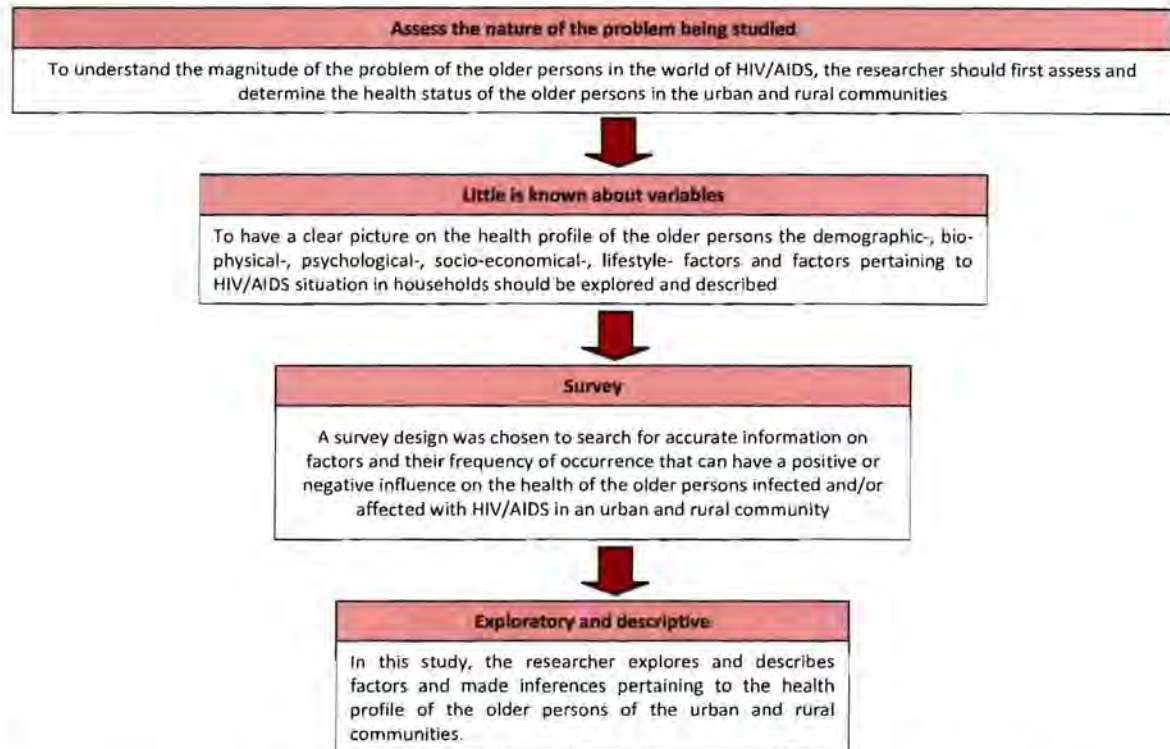 Assess the nature of the problem being studied
To understand the magnitude of the problem of the older persons in the world of HIV/AIDS, the researcher should first assess and
determine the health status of the older persons in the urban and rural communities
Little is known about variables
To have a clear picture on the health profile of the older persons the demographic-, bio-
physical-, psychological-, socio-economical-, lifestyle- factors and factors pertaining to
HIV/AIDS situation in households should be explored and described
Survey
A survey design was chosen to search for accurate information on
factors and their frequency of occurrence that can have a positive or
negative influence on the health of the older persons infected and/or
affected with HIV/AIDS in an urban and rural community
Exploratory and descriptive
In this study, the researcher explores and describes
factors and made inferences pertaining to the health
profile of the older persons of the urban and rural
communities.